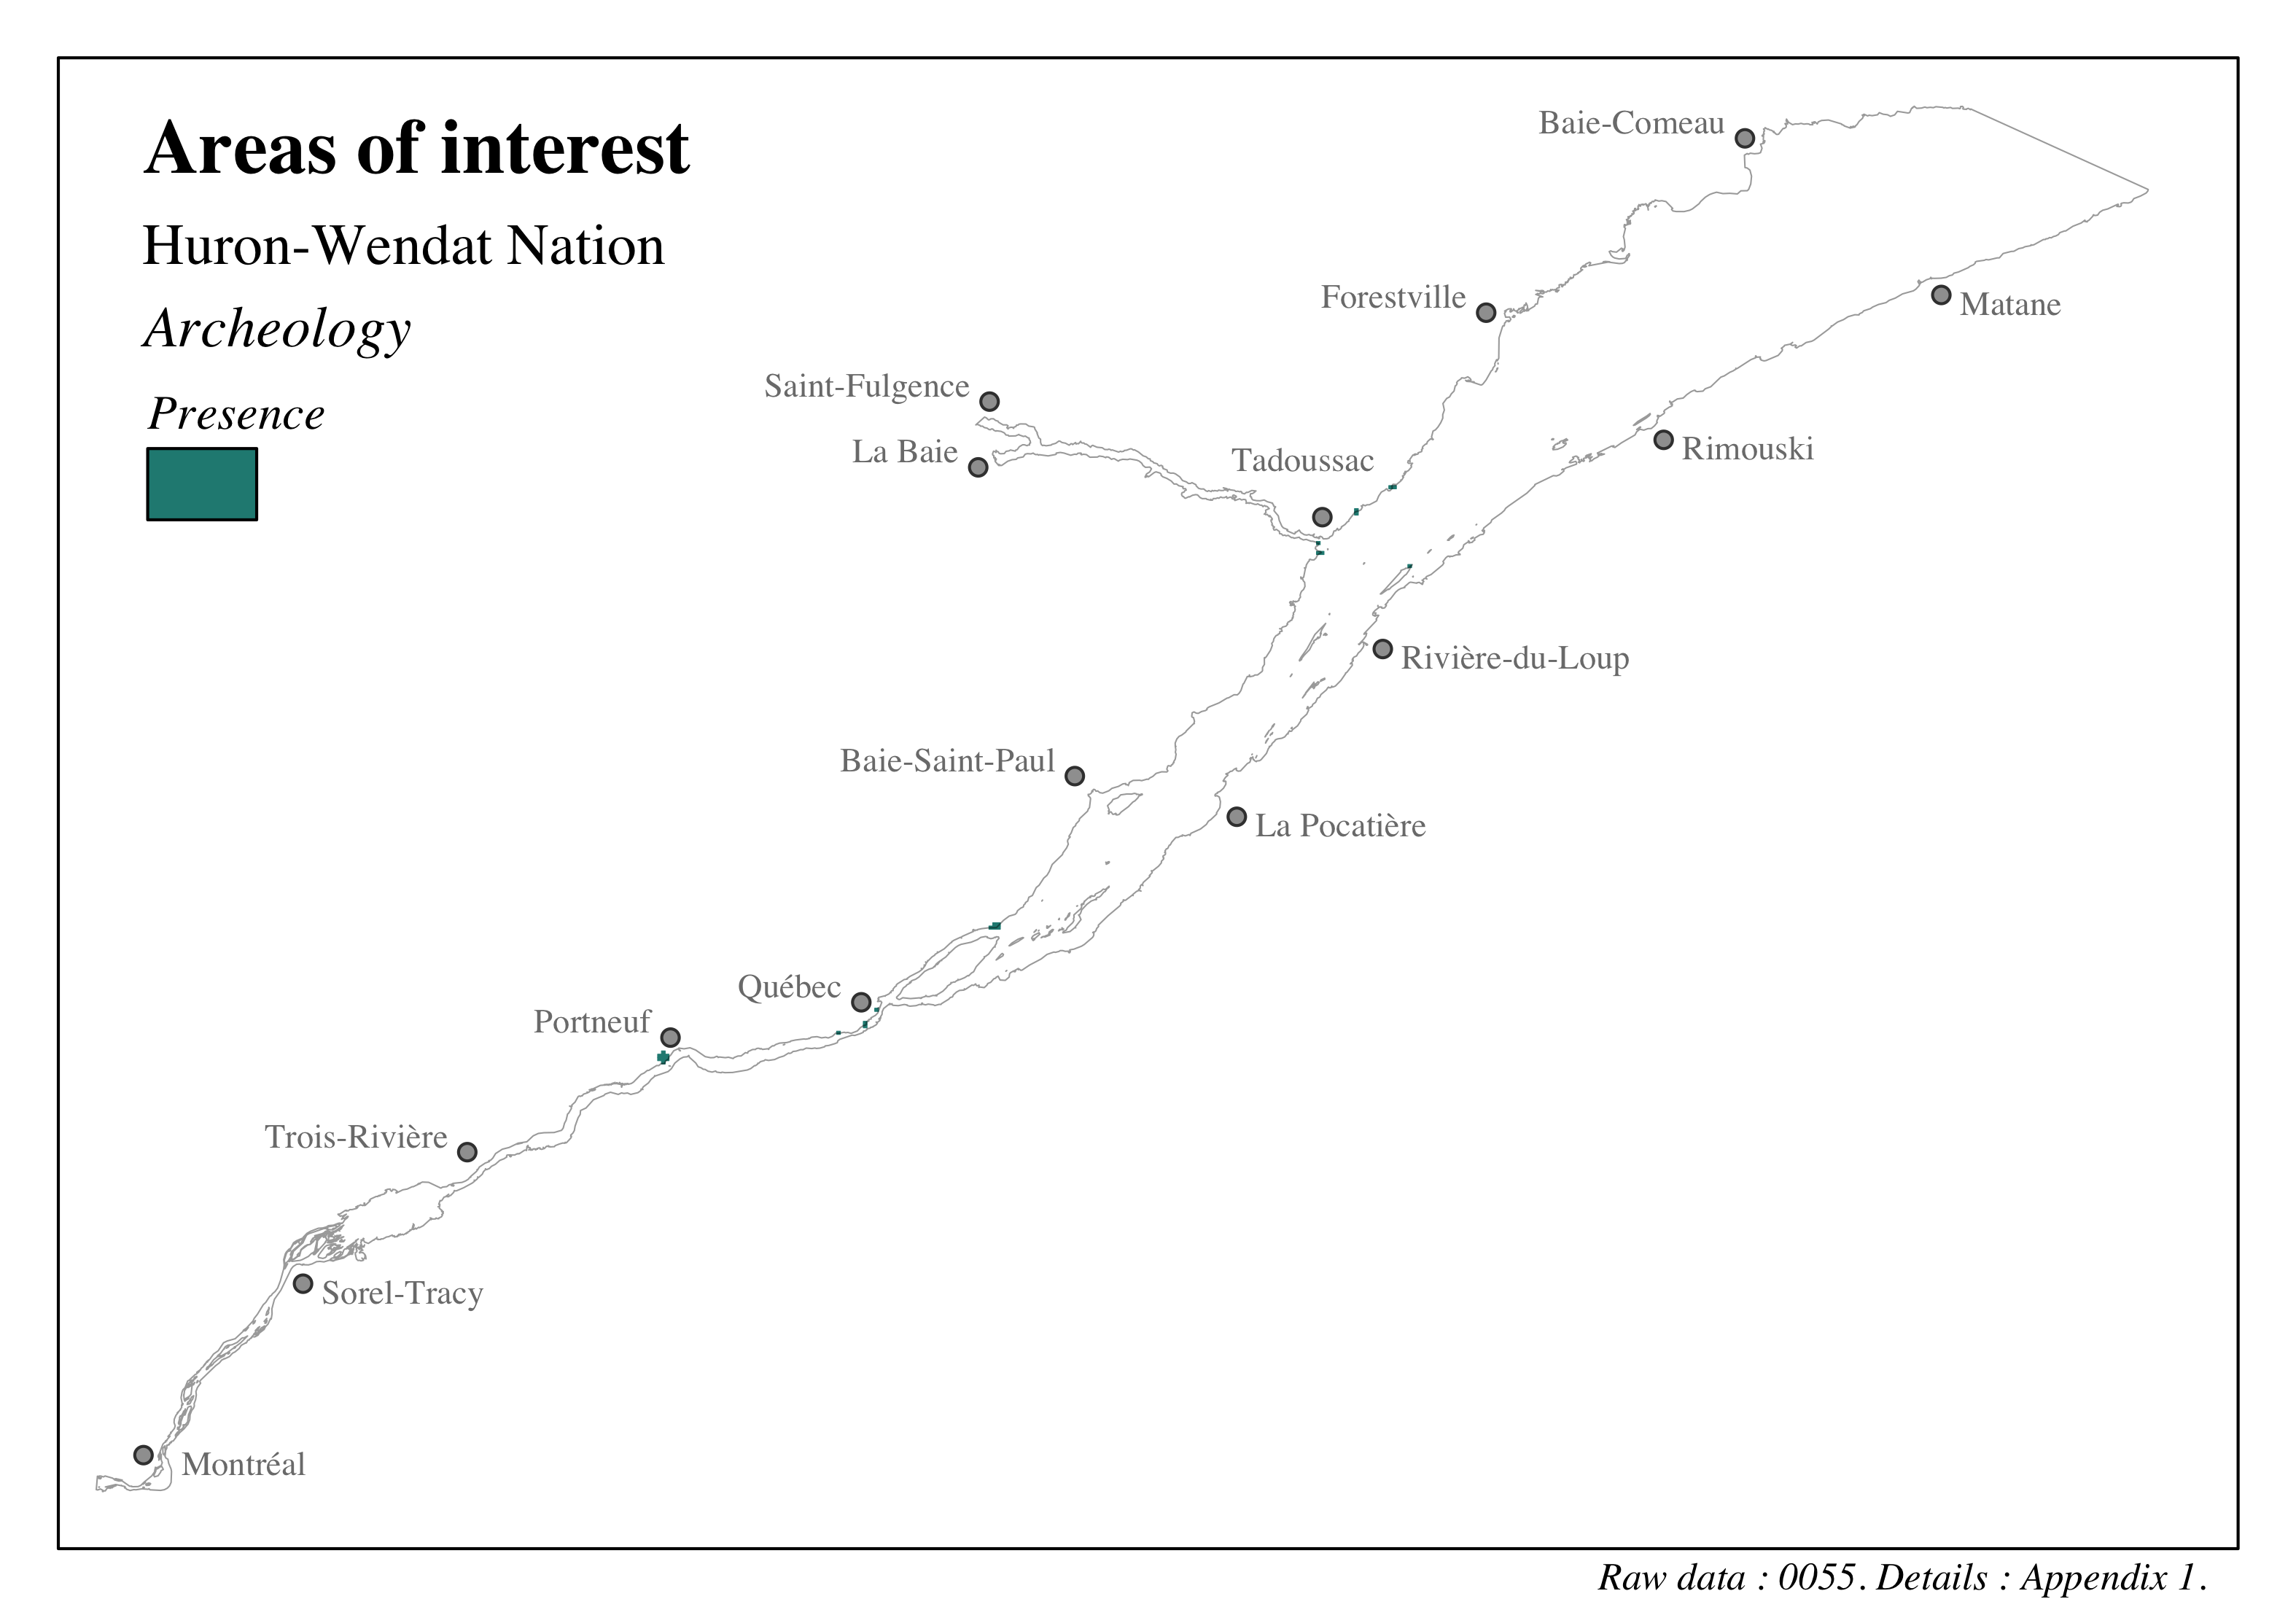 Areas of interest
Huron-Wendat Nation
Archeology
Presence
Baie-Comeau
Forestville
Matane
Saint-Fulgence
La Baie
Tadoussac
Rimouski
Rivière-du-Loup
Baie-Saint-Paul
La Pocatière
Québec
Portneuf
Trois-Rivière
Sorel-Tracy
Montréal
Raw data : 0055. Details : Appendix 1.